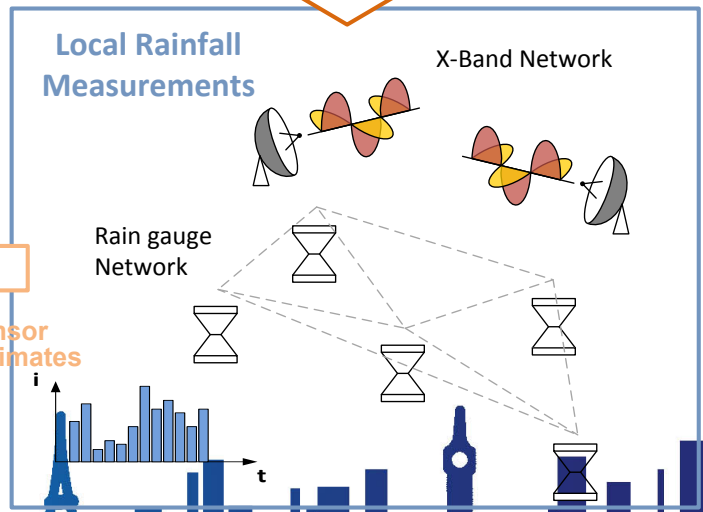 Local Rainfall
Measurements
X-Band Network
Rain gauge
Network
i
t